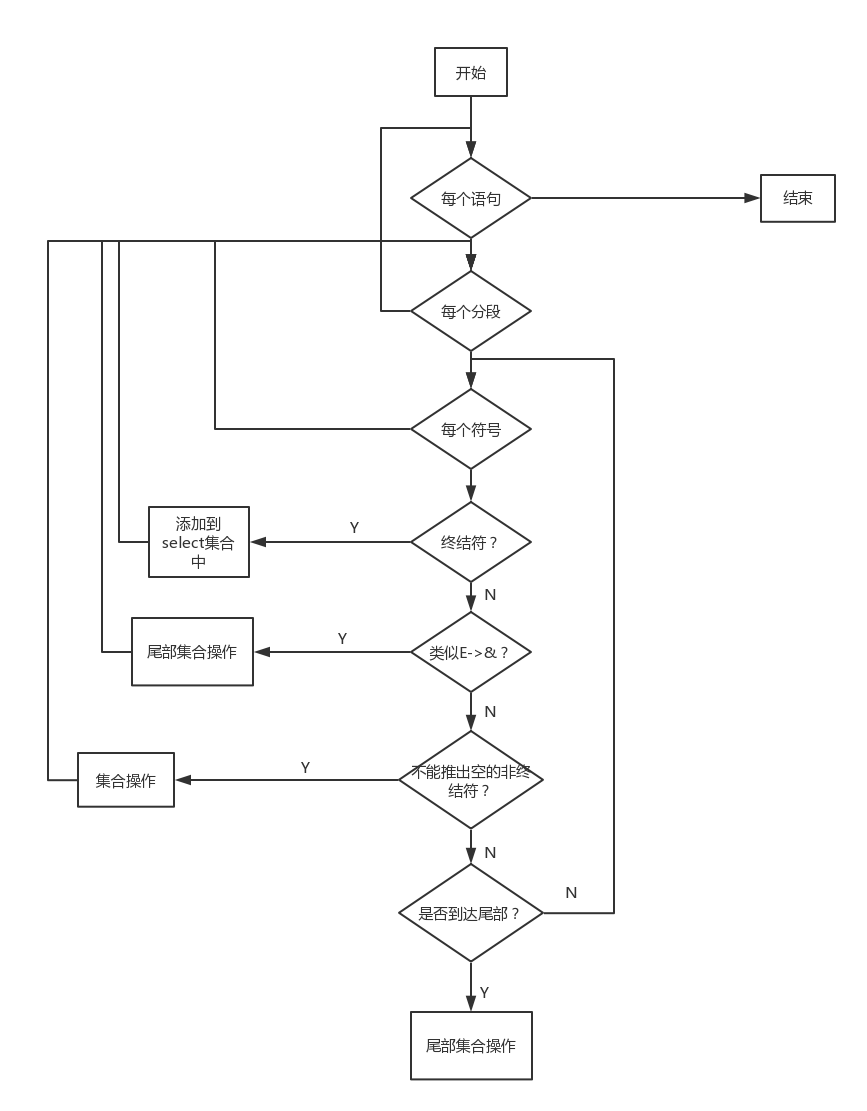 开始
每个语句
结束
每个分段
每个符号
添加到
select集合
中
Y
终结符？
N
尾部集合操作
Y
类似E->&？
N
集合操作
Y
不能推出空的非终
结符？
N
是否到达尾部？
N
Y
尾部集合操作